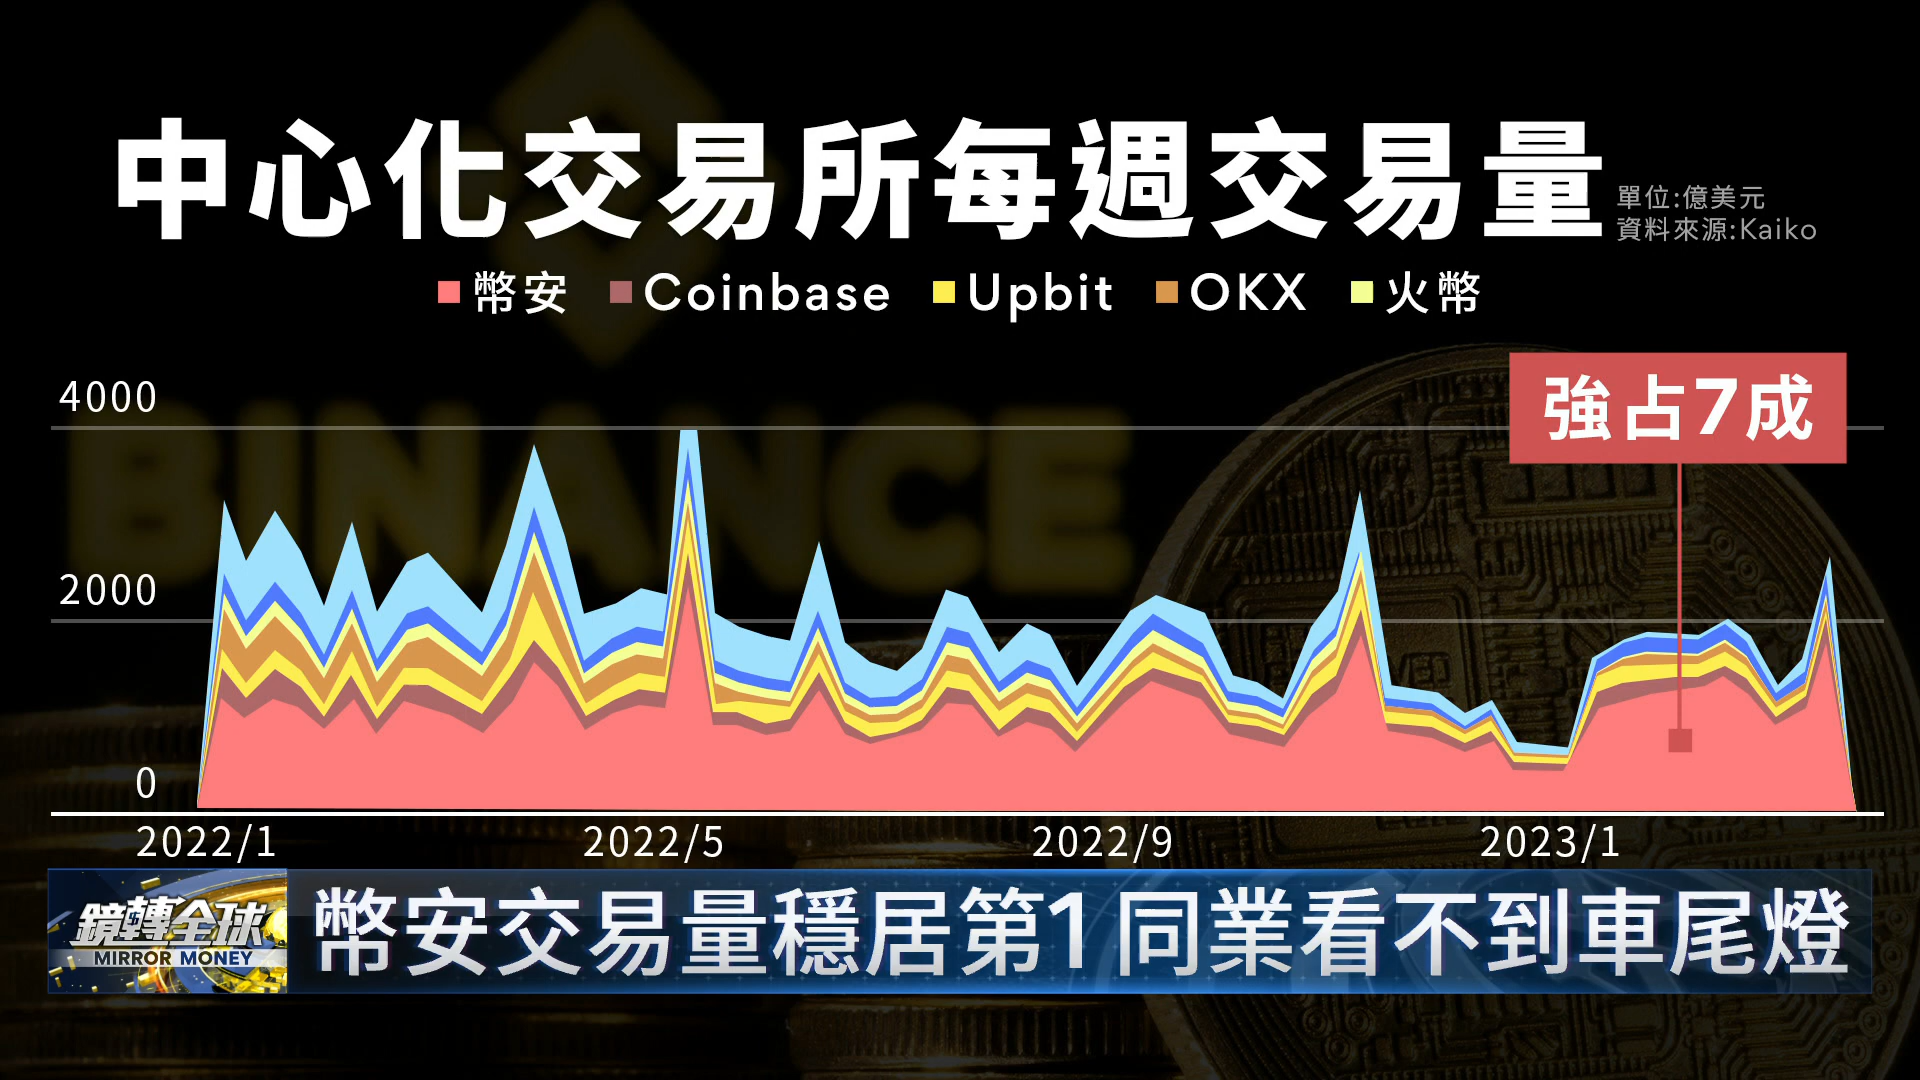 中心化交易所每週交易量
單位:億美元
資料來源:Kaiko
幣安 Coinbase Upbit OKX 火幣
強占7成
4000
2000
0
2022/1 2022/5 2022/9 2023/1
BINANCE
鏡轉全球
MIRROR MONEY
幣安交易量穩居第1 同業看不到車尾燈